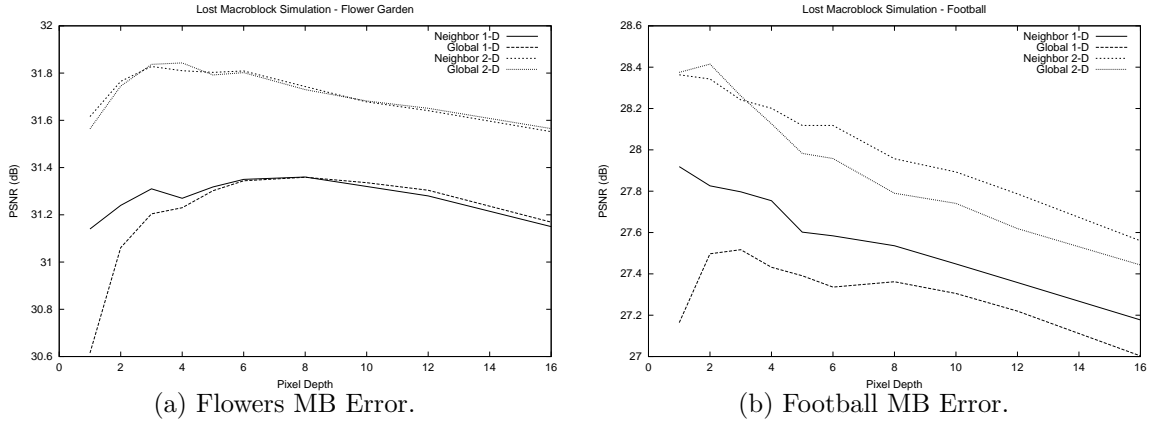 Lost Macroblock Simulation - Flower Garden
32
31.8
31.6
31.4
31.2
31
30.8
30.6
PSNR (dB)
0 2 4 6 8 10 12 14 16
Pixel Depth
Neighbor 1-D
Global 1-D
Neighbor 2-D
Global 2-D
(a) Flowers MB Error.
Lost Macroblock Simulation - Football
28.6
28.4
28.2
28
27.8
27.6
27.4
27.2
27
PSNR (dB)
0 2 4 6 8 10 12 14 16
Pixel Depth
Neighbor 1-D
Global 1-D
Neighbor 2-D
Global 2-D
(b) Football MB Error.